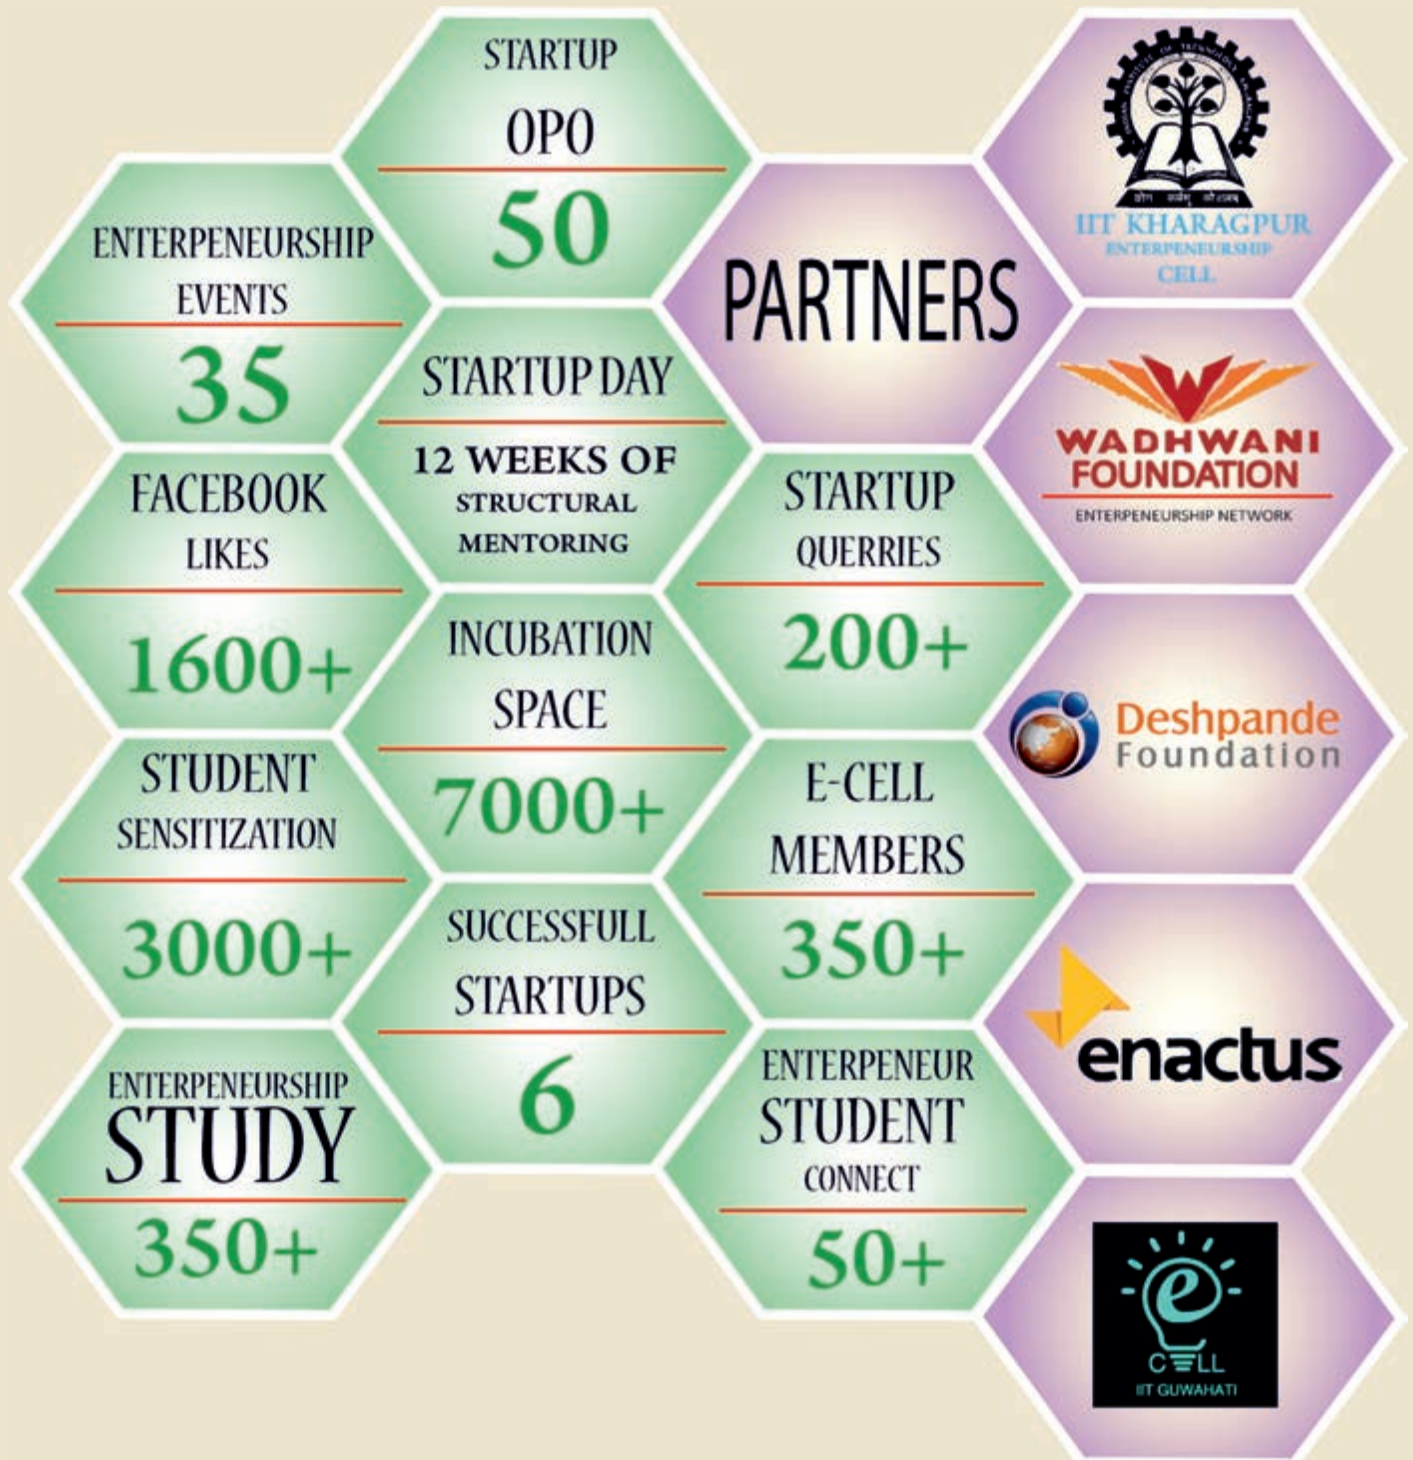 STARTUP
OPO
50
ENTERPENEURSHIP
EVENTS
35
STARTUP DAY
12 WEEKS OF
STRUCTURAL
MENTORING
FACEBOOK
LIKES
1600+
INCUBATION
SPACE
7000+
STARTUP
QUERRIES
200+
STUDENT
SENSITIZATION
3000+
SUCCESSFULL
STARTUPS
6
E-CELL
MEMBERS
350+
ENTERPENEURSHIP
STUDY
350+
ENTERPENEUR
STUDENT
CONNECT
50+
PARTNERS
IIT KHARAGPUR
ENTERPENEURSHIP
CELL
WADHWANI
FOUNDATION
ENTERPENEURSHIP NETWORK
Deshpande
Foundation
enactus
e
CELL
IIT GUWAHATI